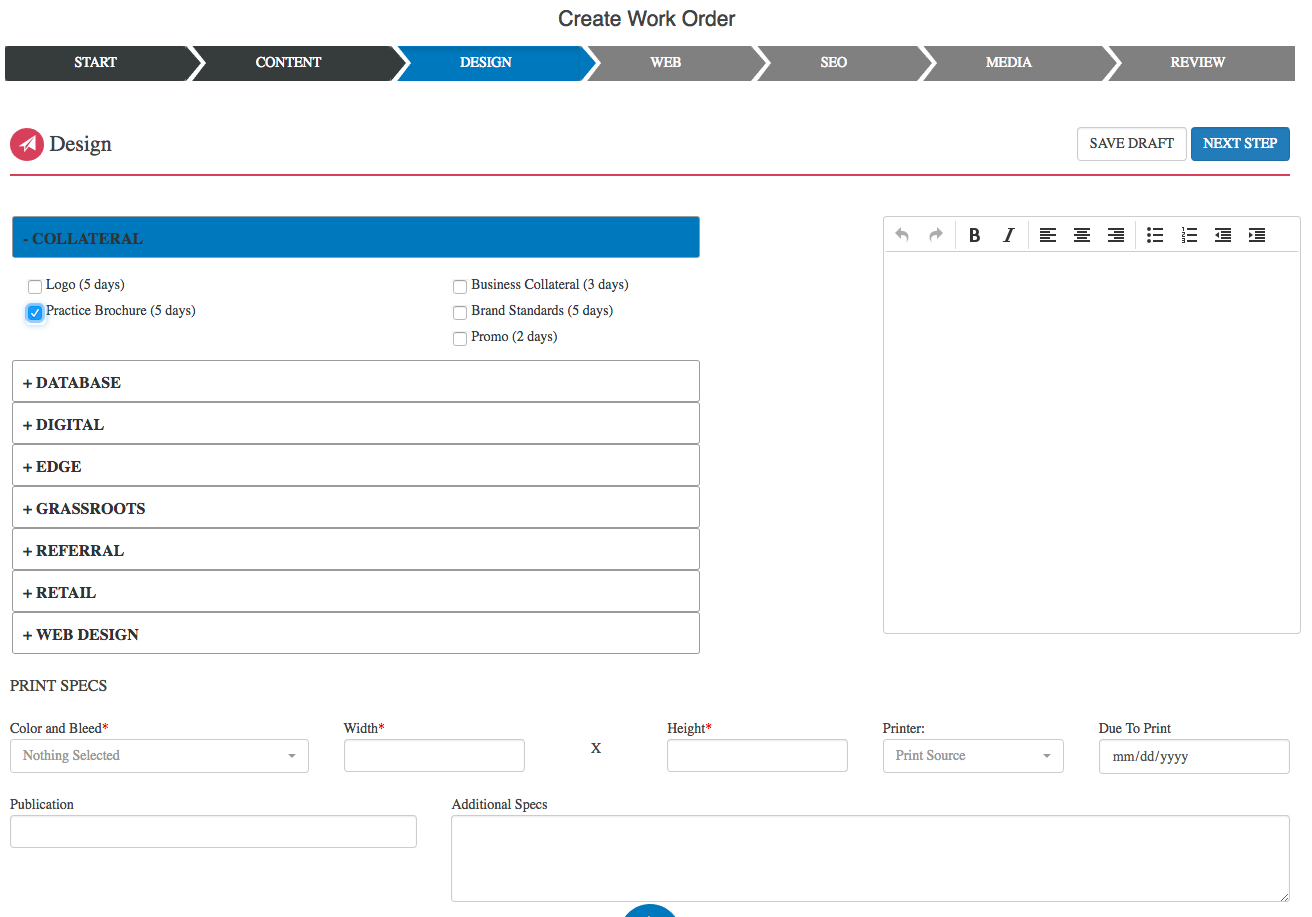 Create Work Order
START CONTENT DESIGN WEB SEO MEDIA REVIEW
Design SAVE DRAFT NEXT STEP
- COLLATERAL
Logo (5 days) Business Collateral (3 days)
Practice Brochure (5 days) Brand Standards (5 days)
Promo (2 days)
+ DATABASE
+ DIGITAL
+ EDGE
+ GRASSROOTS
+ REFERRAL
+ RETAIL
+ WEB DESIGN
PRINT SPECS
Color and Bleed* Width* Height* Printer: Due To Print
Nothing Selected X Print Source mm/dd/yyyy
Publication Additional Specs